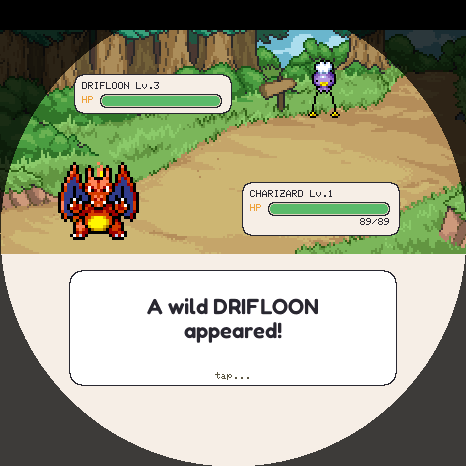 DRIFLOON Lv.3
HP
CHARIZARD Lv.1
HP
89/89
A wild DRIFLOON
appeared!
tap...